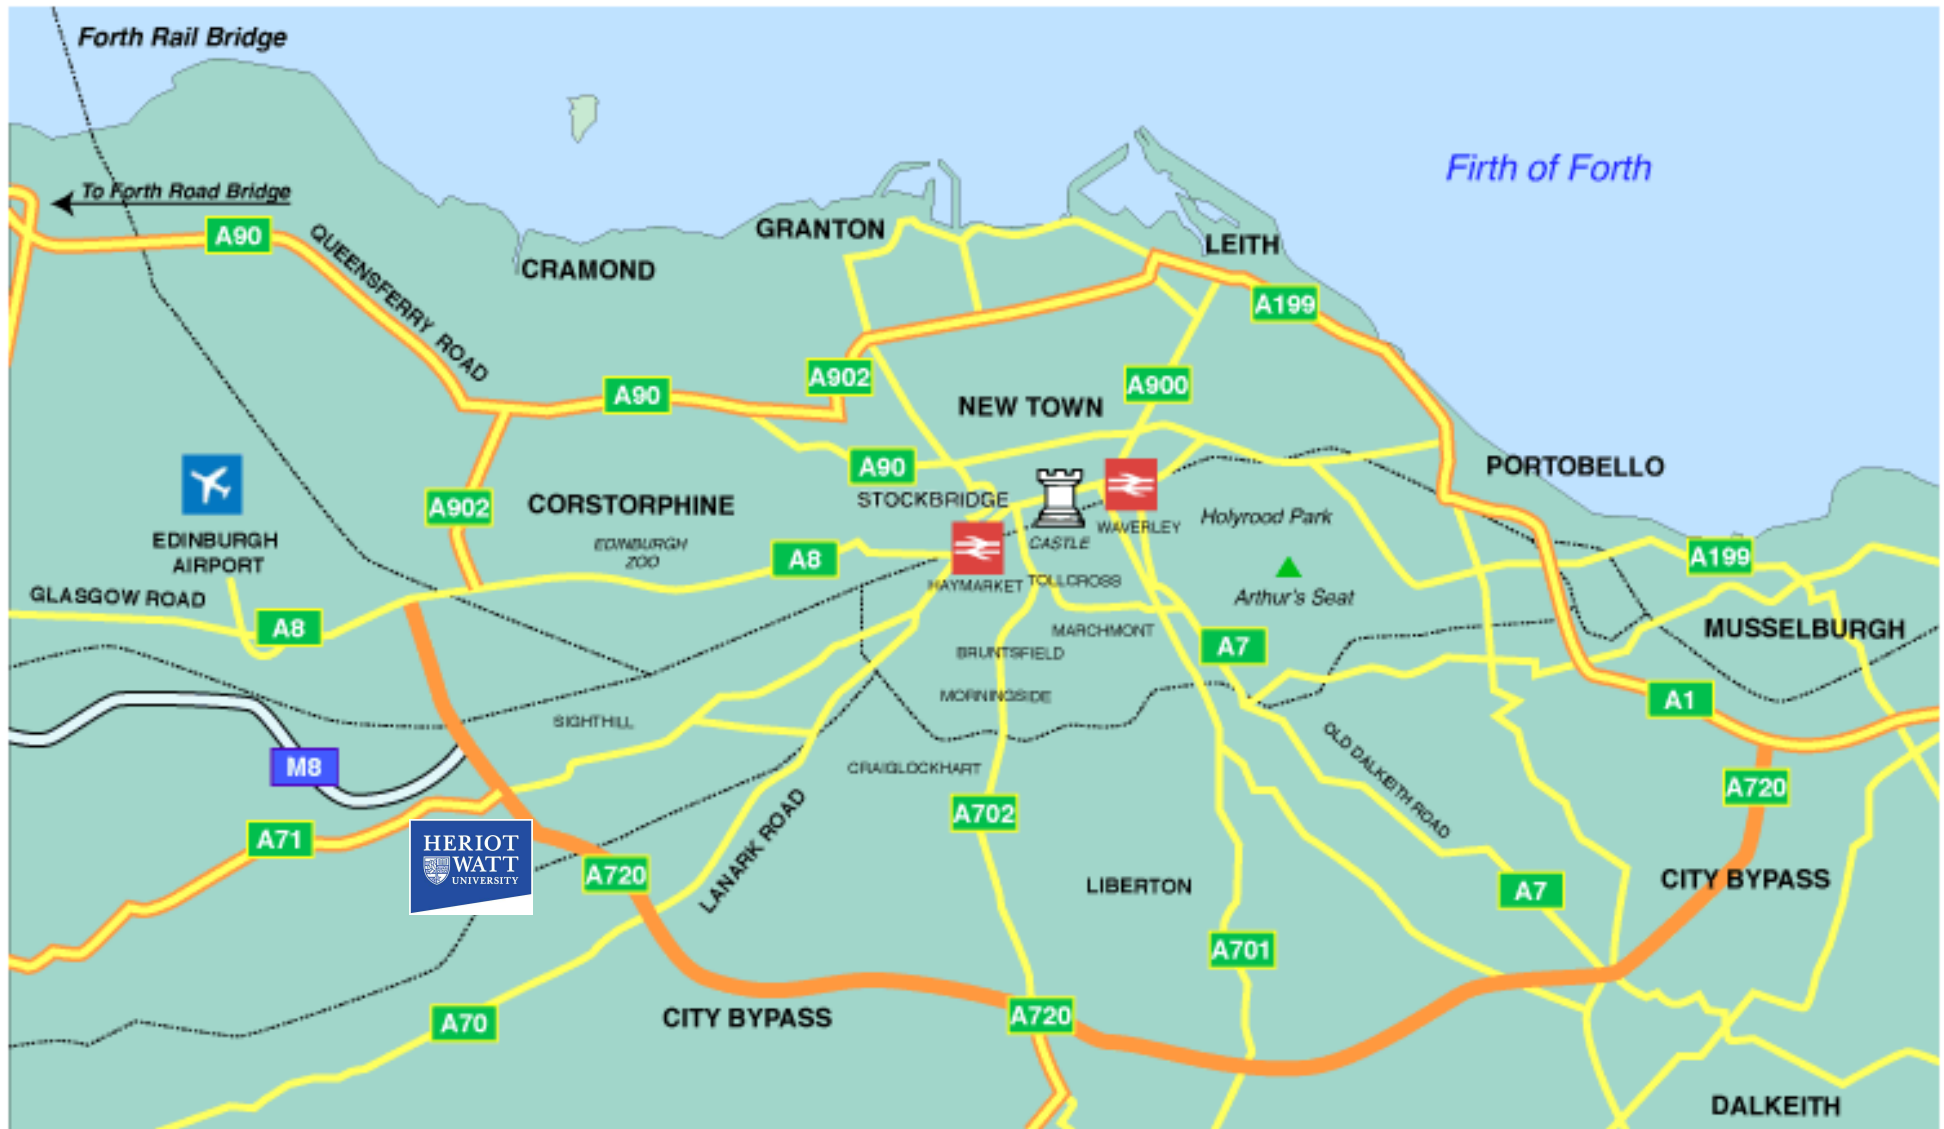 Forth Rail Bridge
Firth of Forth
To Forth Road Bridge
A90
QUEENSFERRY ROAD
GRANTON
LEITH
CRAMOND
A199
A902
A900
A90
NEW TOWN
A90
PORTOBELLO
STOCKBRIDGE
A902
CORSTORPHINE
Holyrood Park
WAVERLEY
EDINBURGH
AIRPORT
EDINBURGH
ZOO
A8
CASTLE
A199
HAYMARKET
TOLLCROSS
GLASGOW ROAD
Arthur's Seat
A8
MARCHMONT
MUSSELBURGH
A7
BRUNTSFIELD
MORNINGSIDE
A1
SIGHTHILL
M8
CRAIGLOCKHART
OLD DALKEITH ROAD
A720
A702
A71
HERIOT
WATT
UNIVERSITY
LANARK ROAD
A720
LIBERTON
CITY BYPASS
A7
A701
CITY BYPASS
A720
A70
DALKEITH